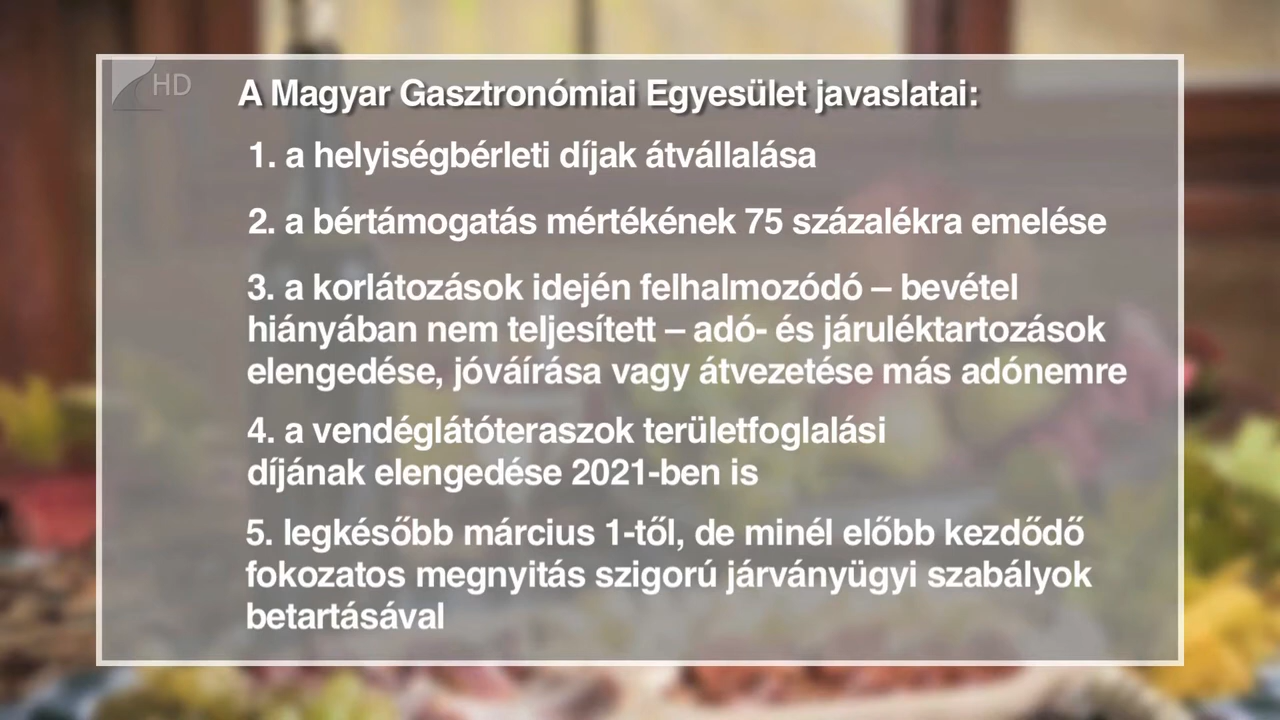 HD
A Magyar Gasztronómiai Egyesület javaslatai:
1. a helyiségbérleti díjak átvállalása
2. a bértámogatás mértékének 75 százalékra emelése
3. a korlátozások idején felhalmozódó – bevétel
hiányában nem teljesített – adó- és járuléktartozások
elengedése, jóváírása vagy átvezetése más adónemre
4. a vendéglátóteraszok területfoglalási
díjának elengedése 2021-ben is
5. legkésőbb március 1-től, de minél előbb kezdődő
fokozatos megnyitás szigorú járványügyi szabályok
betartásával